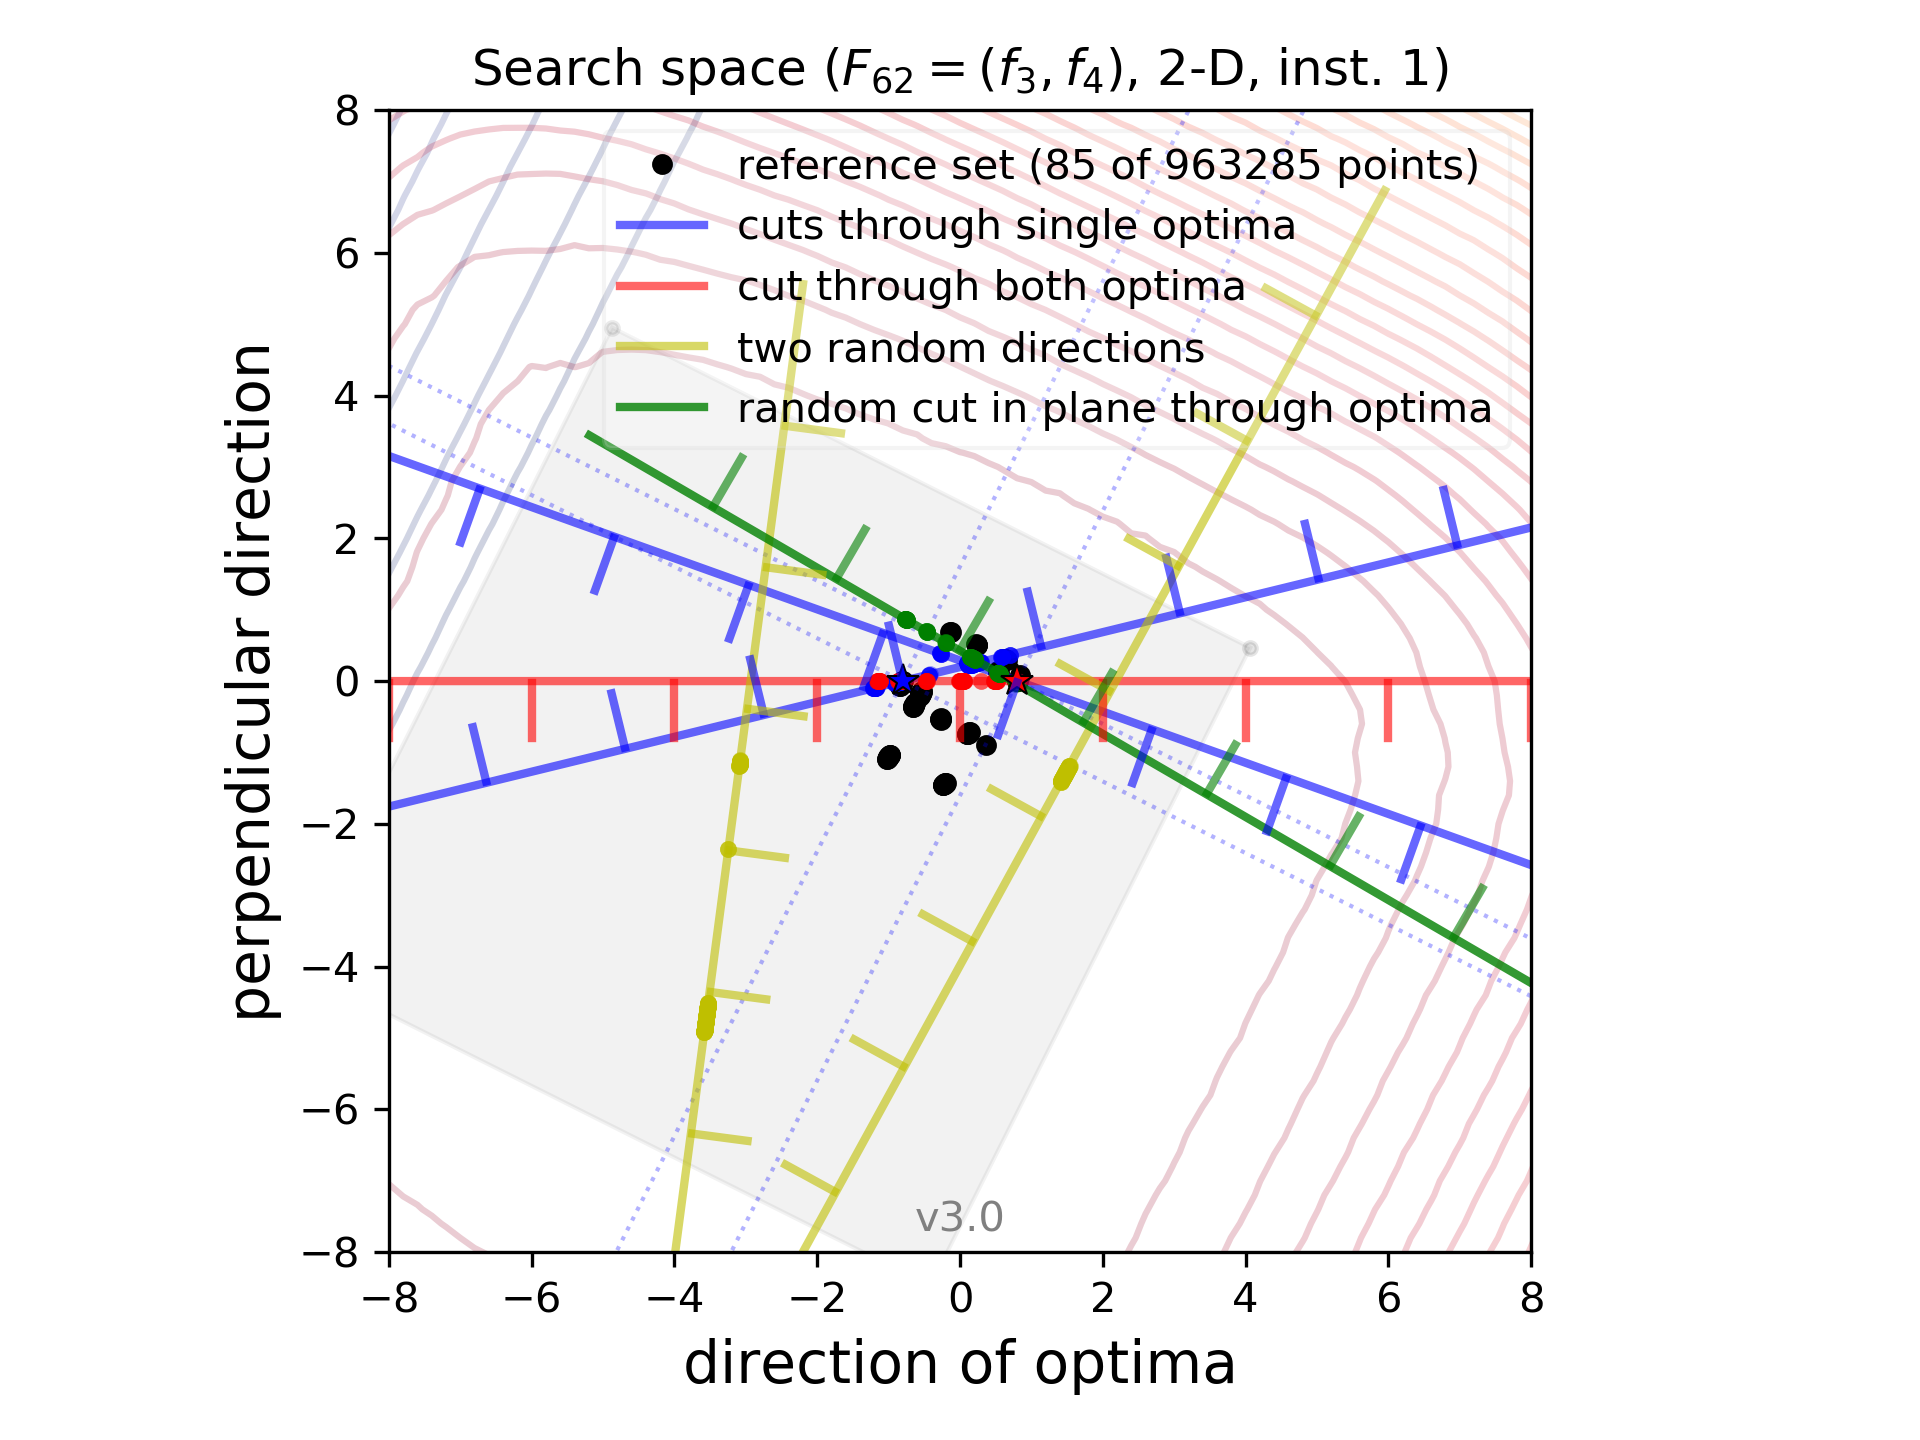 Search space (F₆₂ = (f₃, f₄), 2-D, inst. 1)
reference set (85 of 963285 points)
cuts through single optima
cut through both optima
two random directions
random cut in plane through optima
perpendicular direction
8
6
4
2
0
−2
−4
−6
−8
v3.0
−8 −6 −4 −2 0 2 4 6 8
direction of optima